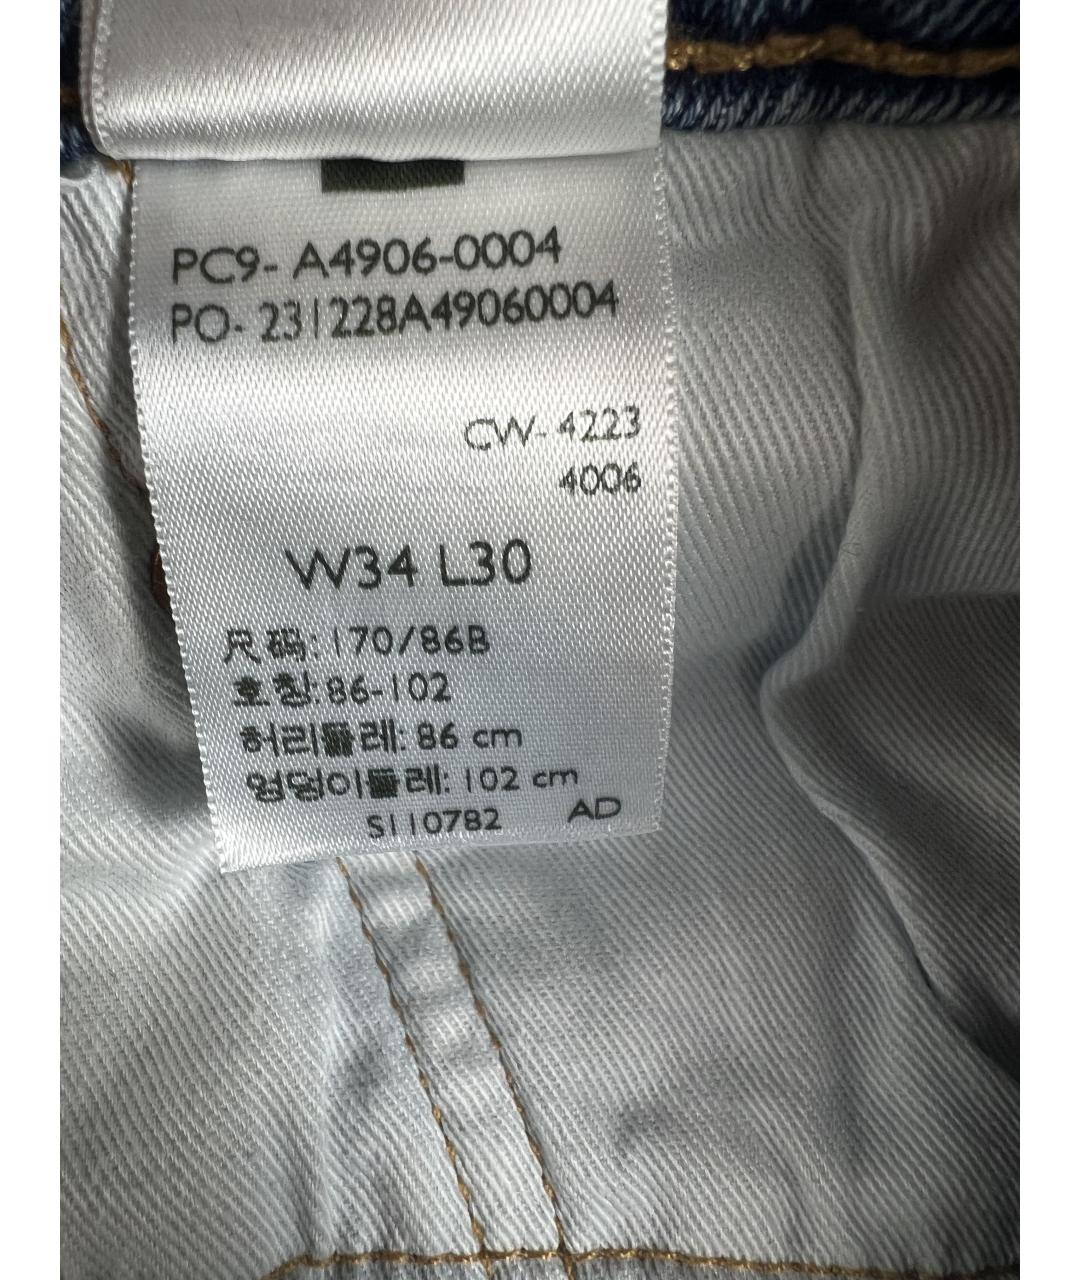 PC9- A4906-0004
PO- 231228A49060004
CW- 4223
4006
W34 L30
尺码: 170/86B
호칭: 86-102
허리둘레: 86 cm
엉덩이둘레: 102 cm
S110782 AD